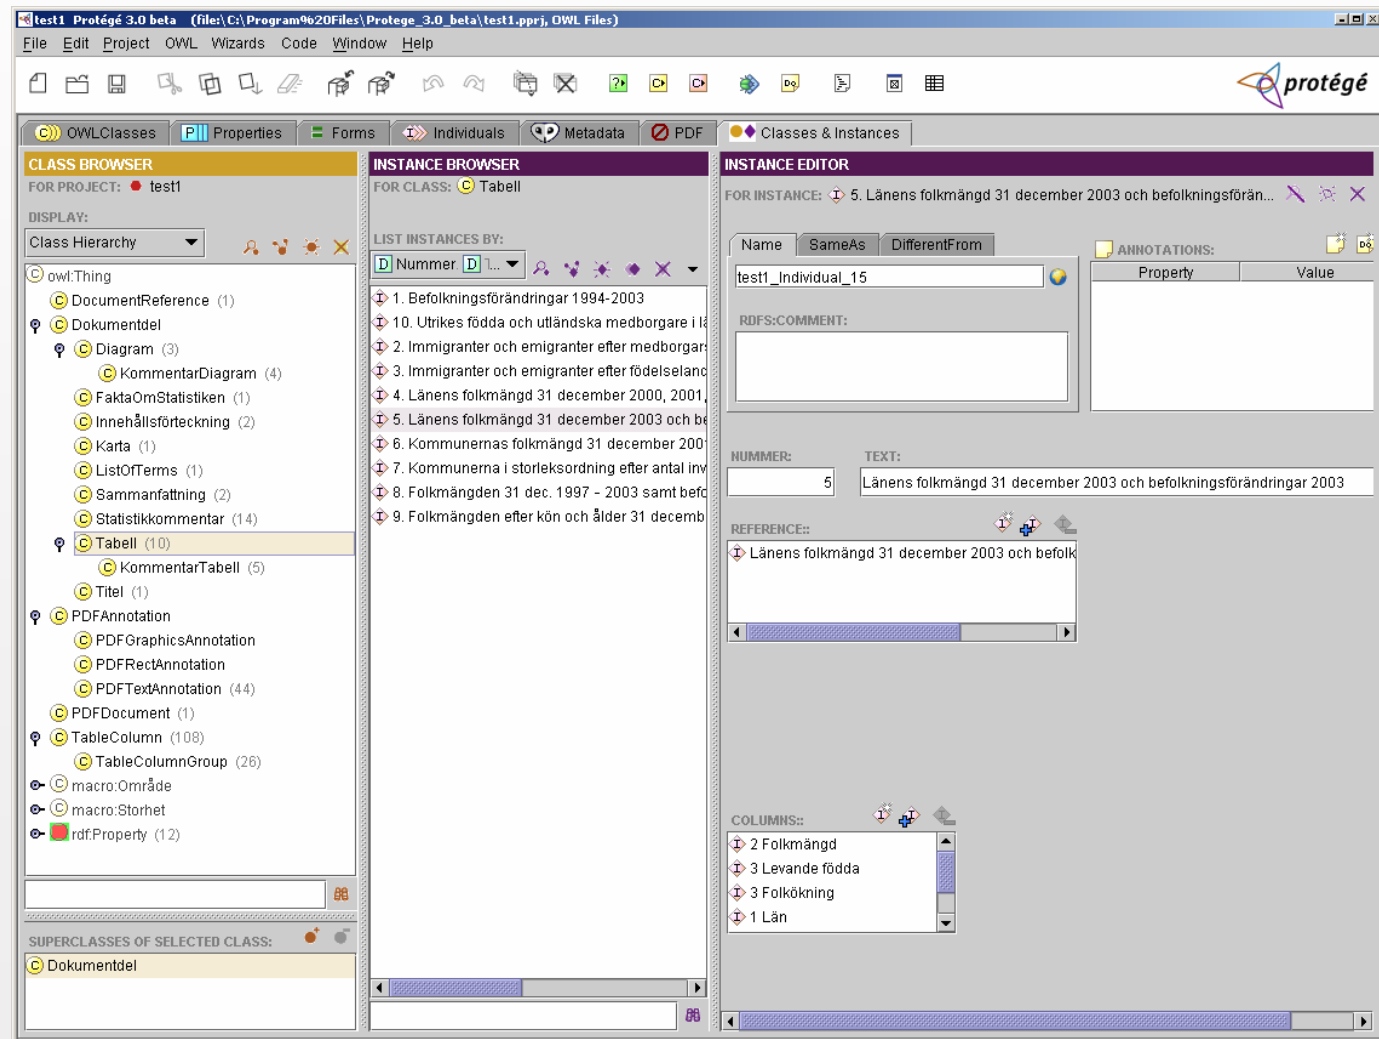 test1 Protégé 3.0 beta (file:\C:\Program%20Files\Protege_3.0_beta\test1.pprj, OWL Files)
File Edit Project OWL Wizards Code Window Help
protégé
OWLClasses Properties Forms Individuals Metadata PDF Classes & Instances
CLASS BROWSER
FOR PROJECT: test1
DISPLAY:
Class Hierarchy
owl:Thing
DocumentReference (1)
Dokumentdel
Diagram (3)
KommentarDiagram (4)
FaktaOmStatistiken (1)
Innehållsförteckning (2)
Karta (1)
ListOfTerms (1)
Sammanfattning (2)
Statistikkommentar (14)
Tabell (10)
KommentarTabell (5)
Titel (1)
PDFAnnotation
PDFGraphicsAnnotation
PDFRectAnnotation
PDFTextAnnotation (44)
PDFDocument (1)
TableColumn (108)
TableColumnGroup (26)
macro:Område
macro:Storhet
rdf:Property (12)
SUPERCLASSES OF SELECTED CLASS:
Dokumentdel
INSTANCE BROWSER
FOR CLASS: Tabell
LIST INSTANCES BY:
Nummer
1. Befolkningsförändringar 1994-2003
10. Utrikes födda och utländska medborgare i
2. Immigranter och emigranter efter medborgar
3. Immigranter och emigranter efter födelseland
4. Länens folkmängd 31 december 2000, 2001,
5. Länens folkmängd 31 december 2003 och be
6. Kommunernas folkmängd 31 december 200
7. Kommunerna i storleksordning efter antal inv
8. Folkmängden 31 dec. 1997 - 2003 samt befo
9. Folkmängden efter kön och ålder 31 decemb
INSTANCE EDITOR
FOR INSTANCE: 5. Länens folkmängd 31 december 2003 och befolkningsförän...
Name SameAs DifferentFrom
test1_Individual_15
RDFS:COMMENT:
ANNOTATIONS:
Property Value
NUMMER: TEXT:
5 Länens folkmängd 31 december 2003 och befolkningsförändringar 2003
REFERENCE::
Länens folkmängd 31 december 2003 och befolk
COLUMNS::
2 Folkmängd
3 Levande födda
3 Folkökning
1 Län